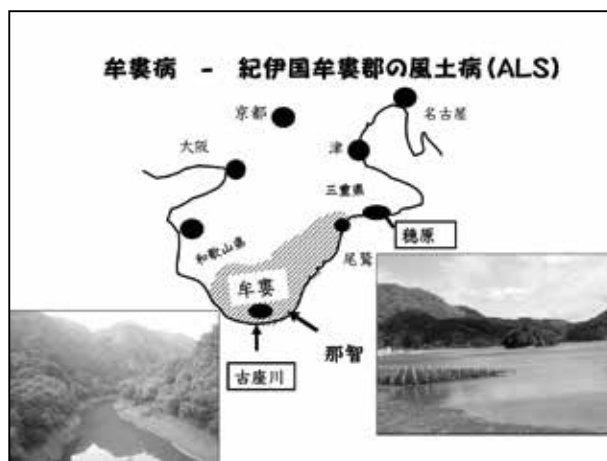 牟婁病 － 紀伊国牟婁郡の風土病(ALS)
京都
名古屋
大阪
津
三重県
穂原
和歌山県
尾鷲
牟婁
那智
古座川